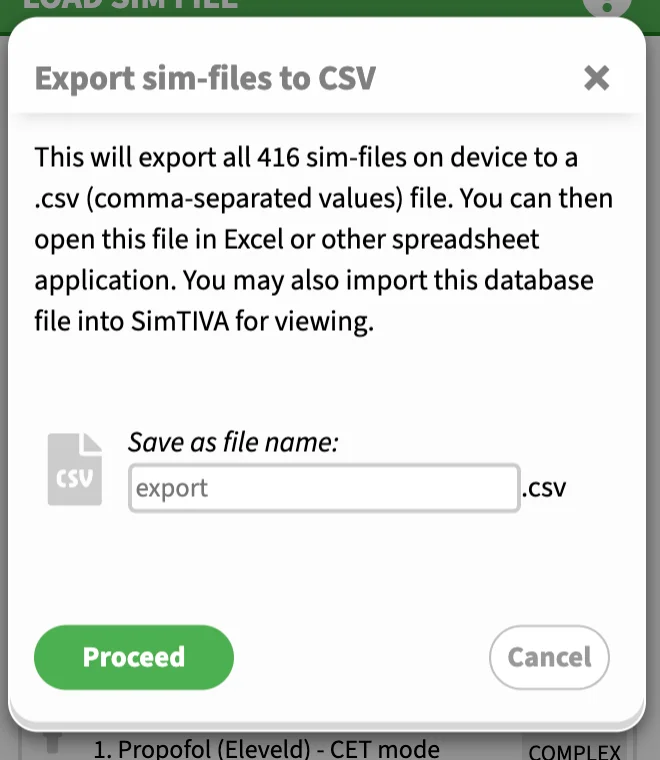 LOAD SIM FILE
Export sim-files to CSV
This will export all 416 sim-files on device to a
.csv (comma-separated values) file. You can then
open this file in Excel or other spreadsheet
application. You may also import this database
file into SimTIVA for viewing.
Save as file name:
CSV
export .csv
Proceed Cancel
1. Propofol (Eleveld) - CET mode COMPLEX